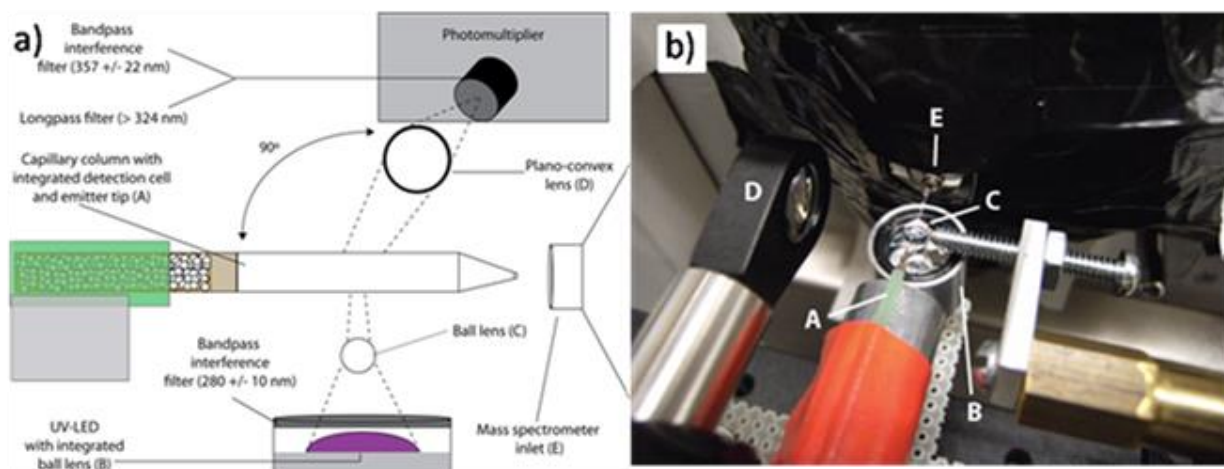 a)
Bandpass
interference
filter (357 +/- 22 nm)
Longpass filter (> 324 nm)
Capillary column with
integrated detection cell
and emitter tip (A)
90º
Photomultiplier
Plano-convex
lens (D)
Ball lens (C)
Bandpass
interference
filter (280 +/- 10 nm)
UV-LED
with integrated
ball lens (B)
Mass spectrometer
inlet (E)
b)
E
D
C
A
B